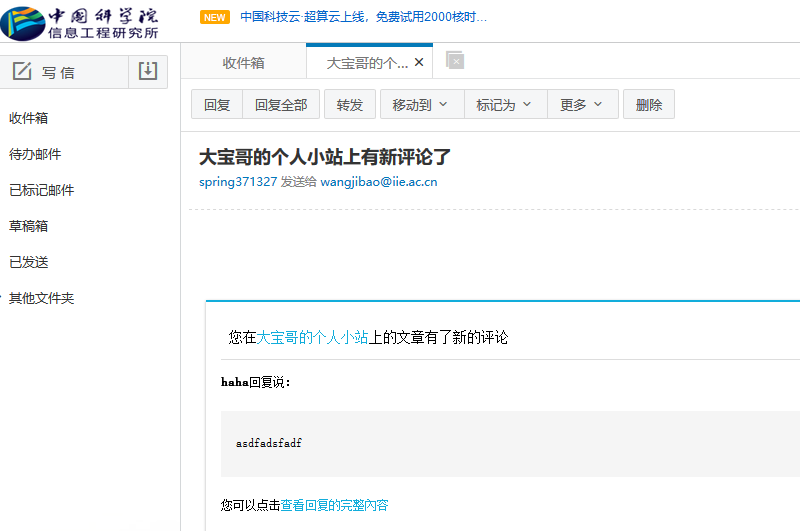 中国科学院
信息工程研究所
NEW 中国科技云·超算云上线，免费试用2000核时...
写 信
收件箱 大宝哥的个...
收件箱
待办邮件
已标记邮件
草稿箱
已发送
其他文件夹
回复 回复全部 转发 移动到 标记为 更多 删除
大宝哥的个人小站上有新评论了
spring371327 发送给 wangjibao@iie.ac.cn
您在大宝哥的个人小站上的文章有了新的评论
haha回复说：
asdfadsfadf
您可以点击查看回复的完整內容